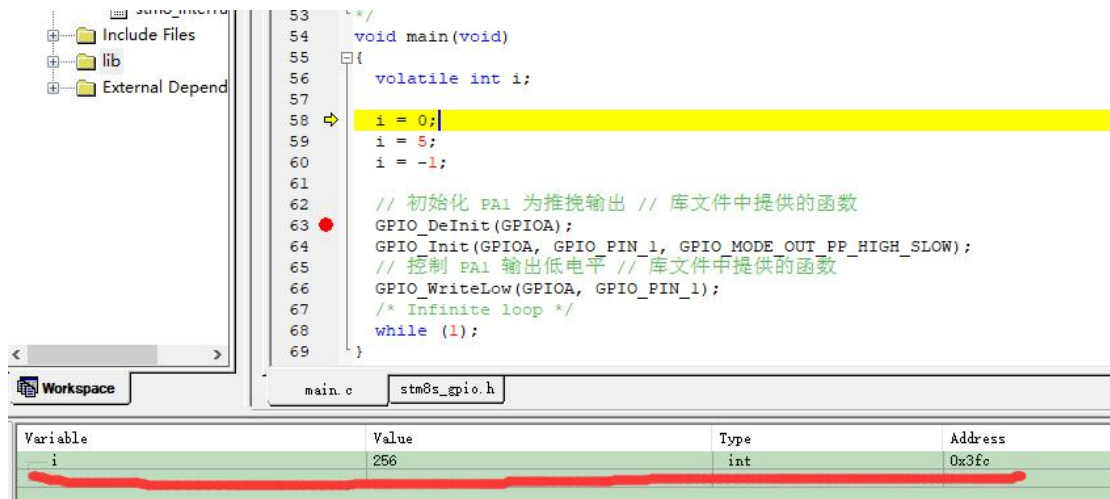 Include Files
lib
External Depend
Workspace
53 */
54 void main(void)
55 {
56 volatile int i;
57
58 i = 0;
59 i = 5;
60 i = -1;
61
62 // 初始化 PA1 为推挽输出 // 库文件中提供的函数
63 GPIO_DeInit(GPIOA);
64 GPIO_Init(GPIOA, GPIO_PIN_1, GPIO_MODE_OUT_PP_HIGH_SLOW);
65 // 控制 PA1 输出低电平 // 库文件中提供的函数
66 GPIO_WriteLow(GPIOA, GPIO_PIN_1);
67 /* Infinite loop */
68 while (1);
69 }
main.c stm8s_gpio.h
Variable Value Type Address
i 256 int 0x3fc